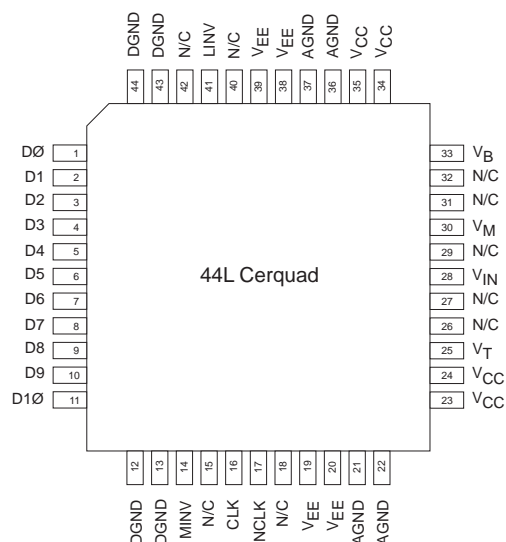 DGND
DGND
N/C
LINV
N/C
VEE
VEE
AGND
AGND
VCC
VCC
44
43
42
41
40
39
38
37
36
35
34
DØ 1
D1 2
D2 3
D3 4
D4 5
D5 6
D6 7
D7 8
D8 9
D9 10
D1Ø 11
44L Cerquad
33 VB
32 N/C
31 N/C
30 VM
29 N/C
28 VIN
27 N/C
26 N/C
25 VT
24 VCC
23 VCC
12
13
14
15
16
17
18
19
20
21
22
DGND
DGND
MINV
N/C
CLK
NCLK
N/C
VEE
VEE
AGND
AGND